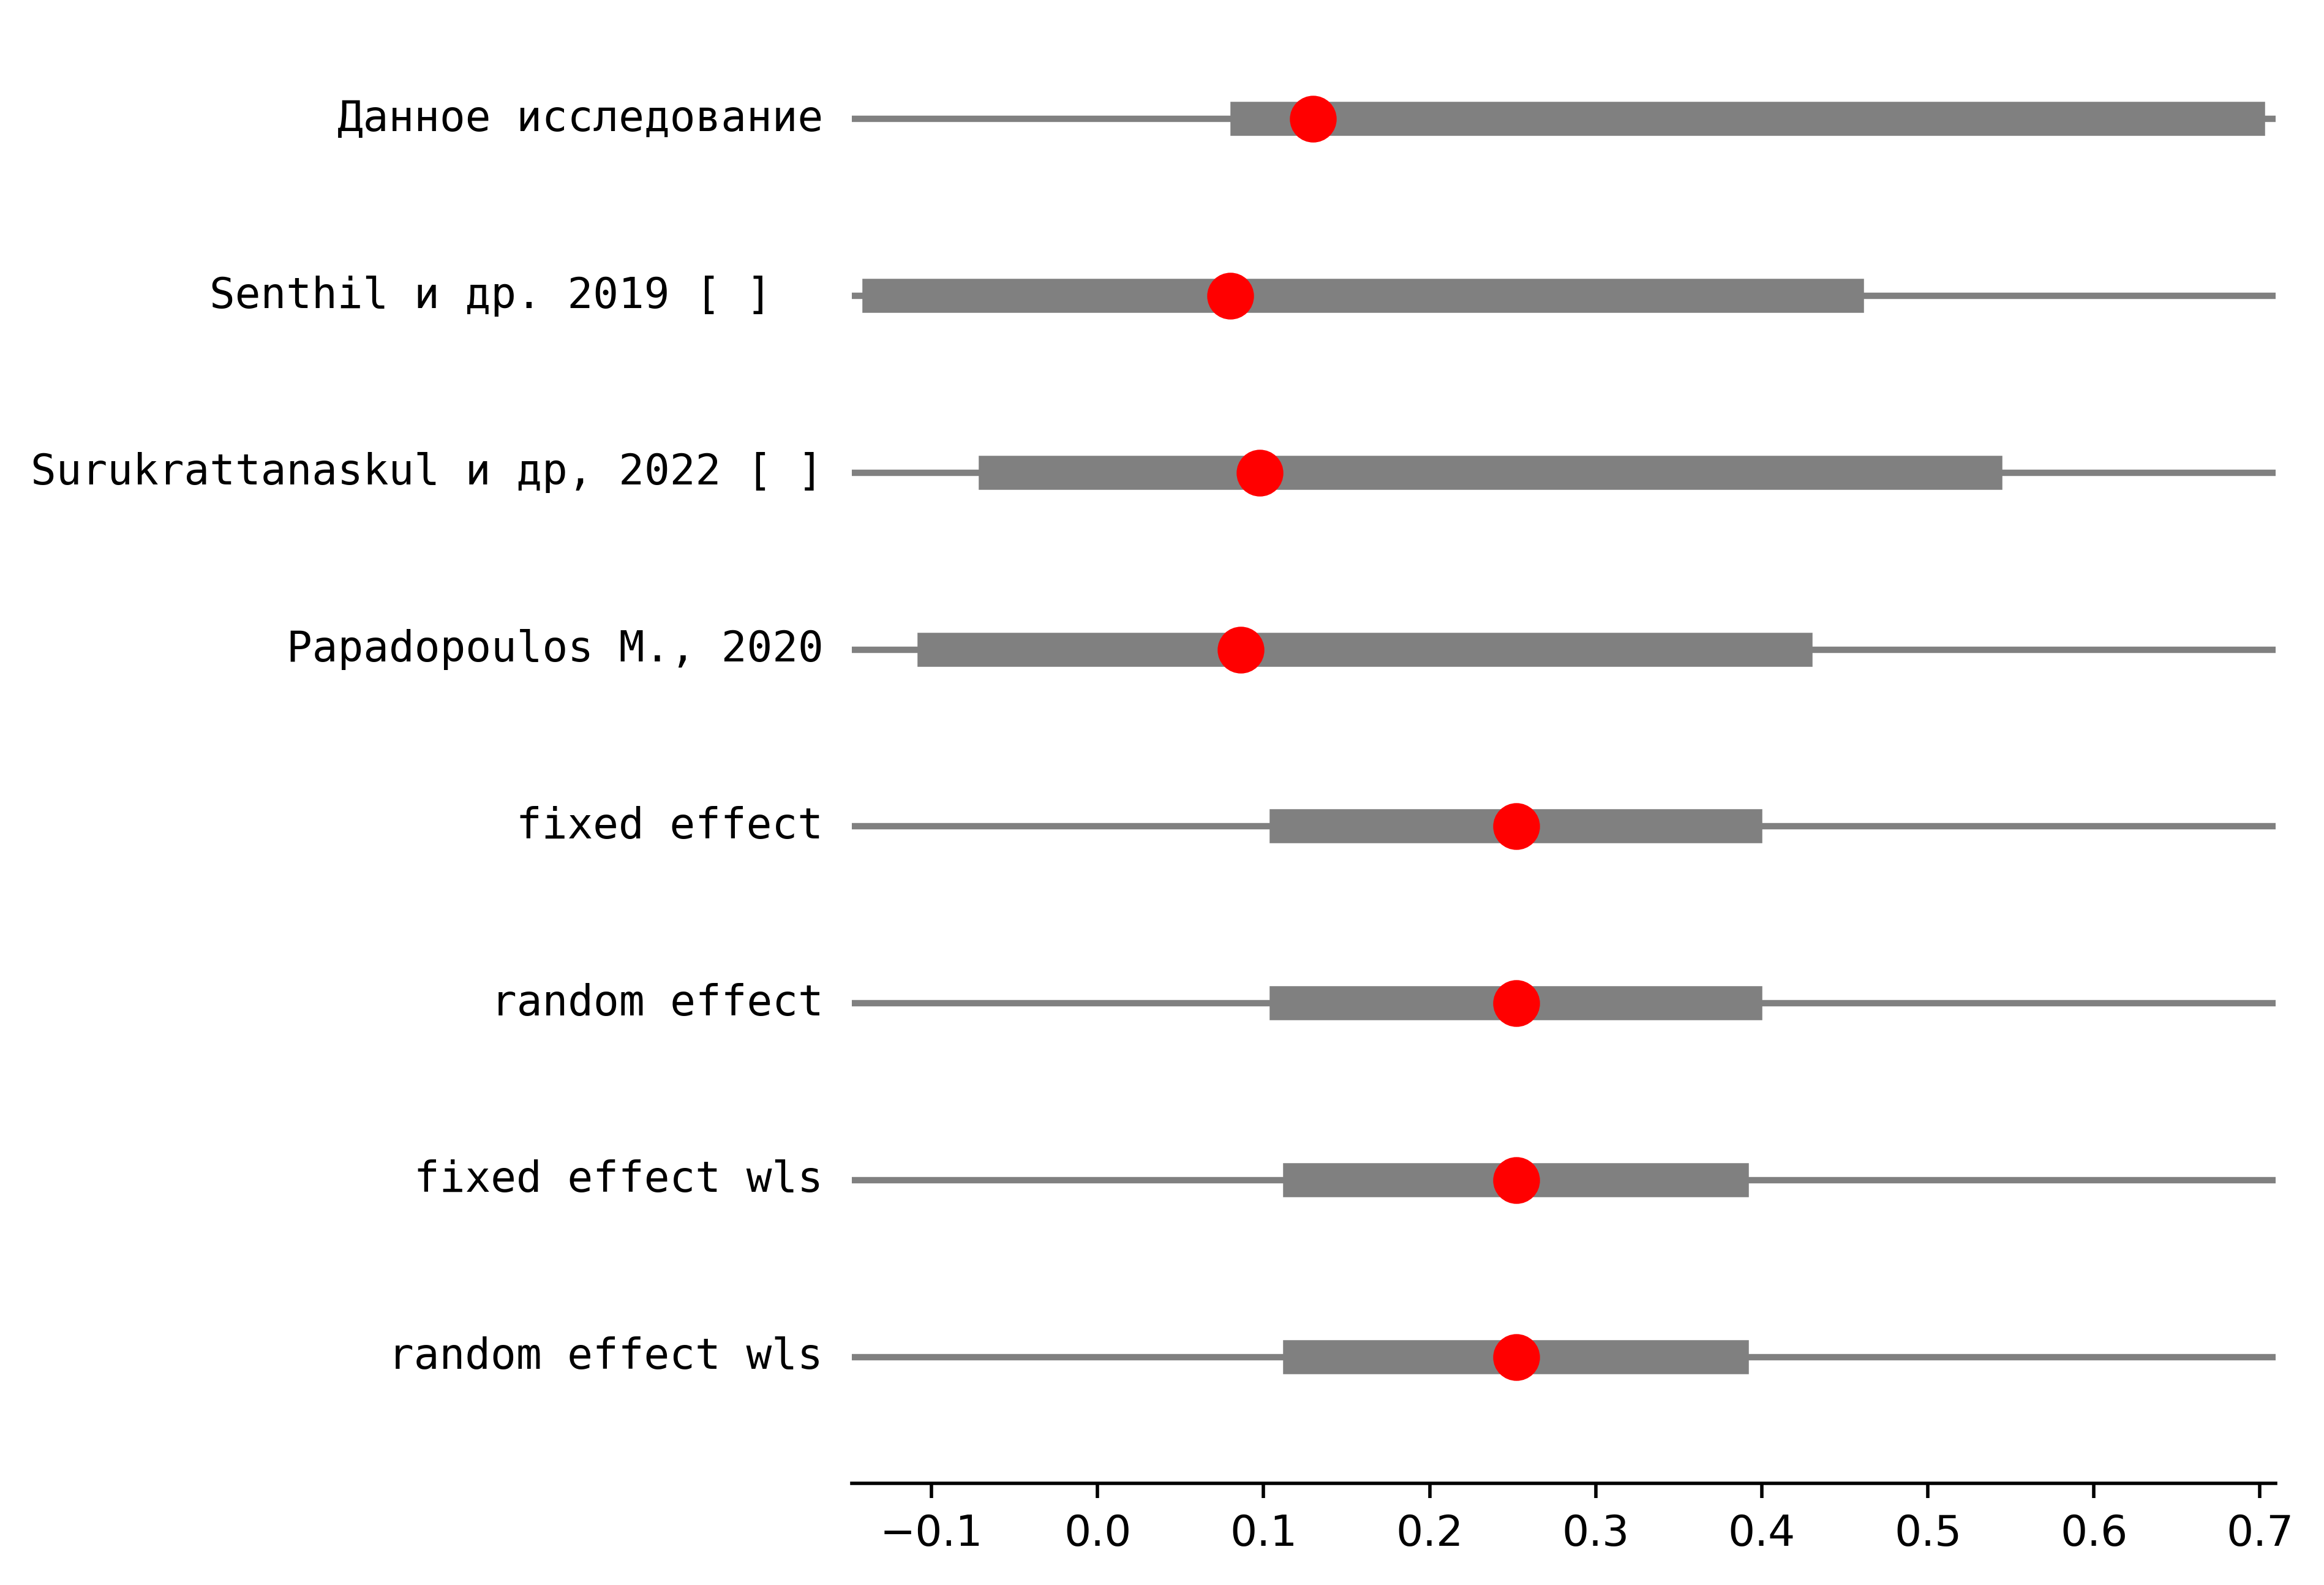 Данное исследование
Senthil и др. 2019 [ ]
Surukrattanaskul и др, 2022 [ ]
Papadopoulos M., 2020
fixed effect
random effect
fixed effect wls
random effect wls
−0.1 0.0 0.1 0.2 0.3 0.4 0.5 0.6 0.7